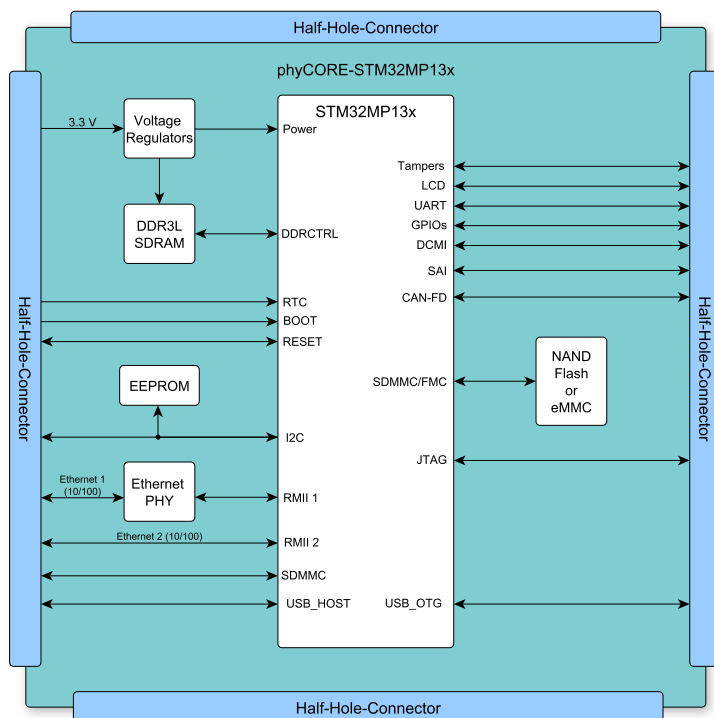 Half-Hole-Connector
phyCORE-STM32MP13x
STM32MP13x
3.3 V
Voltage
Regulators
Power
Tampers
LCD
UART
GPIOs
DCMI
SAI
CAN-FD
DDR3L
SDRAM
DDRCTRL
RTC
BOOT
RESET
Half-Hole-Connector
Half-Hole-Connector
EEPROM
I2C
SDMMC/FMC
NAND
Flash
or
eMMC
JTAG
Ethernet 1
(10/100)
Ethernet
PHY
RMII 1
Ethernet 2 (10/100)
RMII 2
SDMMC
USB_HOST
USB_OTG
Half-Hole-Connector